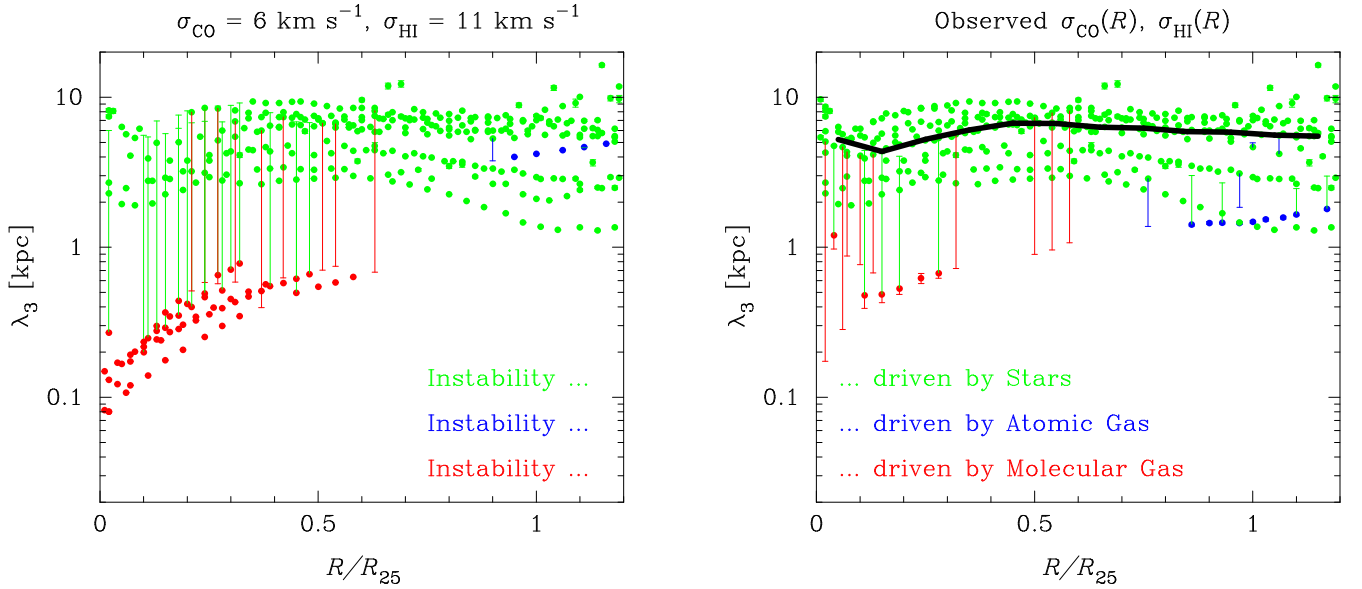 σCO = 6 km s−1, σHI = 11 km s−1
10
1
0.1
λ3 [kpc]
Instability ...
Instability ...
Instability ...
0 0.5 1
R/R25
Observed σCO(R), σHI(R)
10
1
0.1
λ3 [kpc]
... driven by Stars
... driven by Atomic Gas
... driven by Molecular Gas
0 0.5 1
R/R25